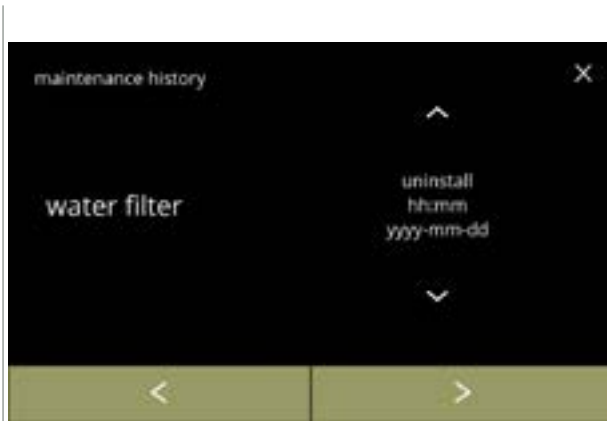 maintenance history
X
water filter
uninstall
hh:mm
yyyy-mm-dd
< >